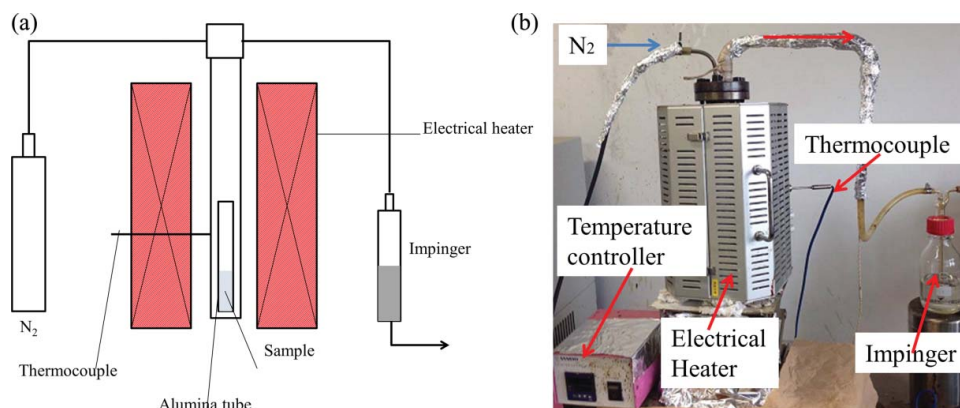 (a)
Electrical heater
Impinger
N2
Sample
Thermocouple
Alumina tube
(b)
N2
Thermocouple
Temperature
controller
Electrical
Heater
Impinger